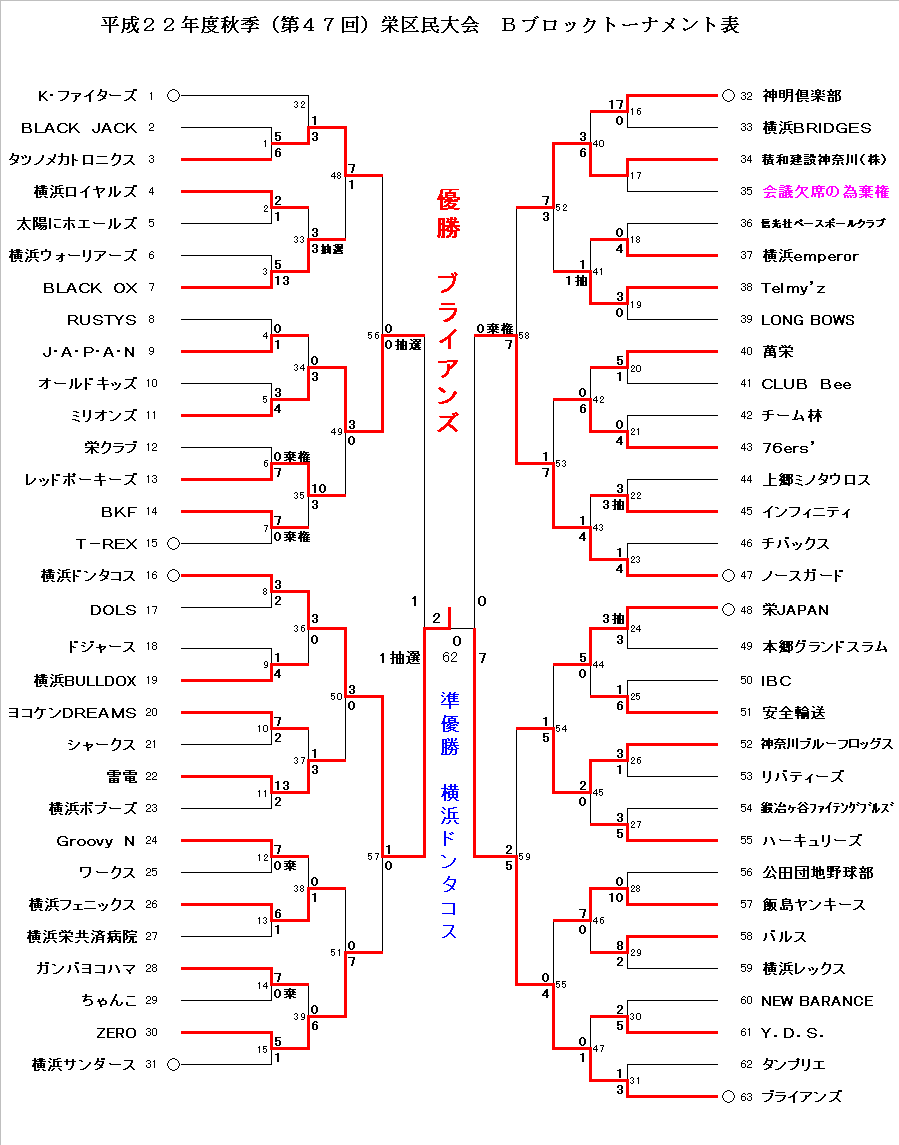 平成２２年度秋季（第４７回）栄区民大会　Ｂブロックトーナメント表
K・ファイターズ 1
BLACK JACK 2
タツノメカトロニクス 3
横浜ロイヤルズ 4
太陽にホエールズ 5
横浜ウォーリアーズ 6
BLACK OX 7
RUSTYS 8
J・A・P・A・N 9
オールドキッズ 10
ミリオンズ 11
栄クラブ 12
レッドポーキーズ 13
BKF 14
T－REX 15
横浜ドンタコス 16
DOLS 17
ドジャース 18
横浜BULLDOX 19
ヨコケンDREAMS 20
シャークス 21
雷電 22
横浜ボブーズ 23
Groovy N 24
ワークス 25
横浜フェニックス 26
横浜栄共済病院 27
ガンバヨコハマ 28
ちゃんこ 29
ZERO 30
横浜サンダース 31
32
1
1 5
6
3
48 7
1
2 2
1
33 3
3抽選
3 5
13
4 0
1
34 0
3
5 3
4
49 3
0
6 0棄権
7
35 10
3
7 7
0棄権
56 0
0抽選
8 3
2
36 3
0
9 1
4
50 3
0
10 7
2
37 1
3
11 13
2
12 7
0棄
38 0
1
13 6
1
51 0
7
14 7
0棄
39 0
6
15 5
1
57 1
0
優勝　ブライアンズ
1
0
2
0
1抽選
62
7
準優勝　横浜ドンタコス
32 神明倶楽部
33 横浜BRIDGES
34 積和建設神奈川（株）
35 会議欠席の為棄権
36 信光社ベースボールクラブ
37 横浜emperor
38 Telmy’z
39 LONG BOWS
40 萬栄
41 CLUB Bee
42 チーム林
43 76ers’
44 上郷ミノタウロス
45 インフィニティ
46 チバックス
47 ノースガード
48 栄JAPAN
49 本郷グランドスラム
50 IBC
51 安全輸送
52 神奈川ブルーフロッグス
53 リバティーズ
54 鍛冶ヶ谷ﾌｧｲﾃﾝｸﾞﾌﾞﾙｽﾞ
55 ハーキュリーズ
56 公田団地野球部
57 飯島ヤンキース
58 パルス
59 横浜レックス
60 NEW BARANCE
61 Y．D．S．
62 タンブリエ
63 ブライアンズ
17
0 16
3
6 40
17
7
3 52
0
4 18
1
1抽 41
3
0 19
0棄権
7 58
5
1 20
0
6 42
0
4 21
1
7 53
3
3抽 22
1
4 43
1
4 23
3抽
3 24
5
0 44
1
6 25
1
5 54
3
1 26
2
0 45
3
5 27
2
5 59
0
10 28
7
0 46
8
2 29
0
4 55
2
5 30
0
1 47
1
3 31